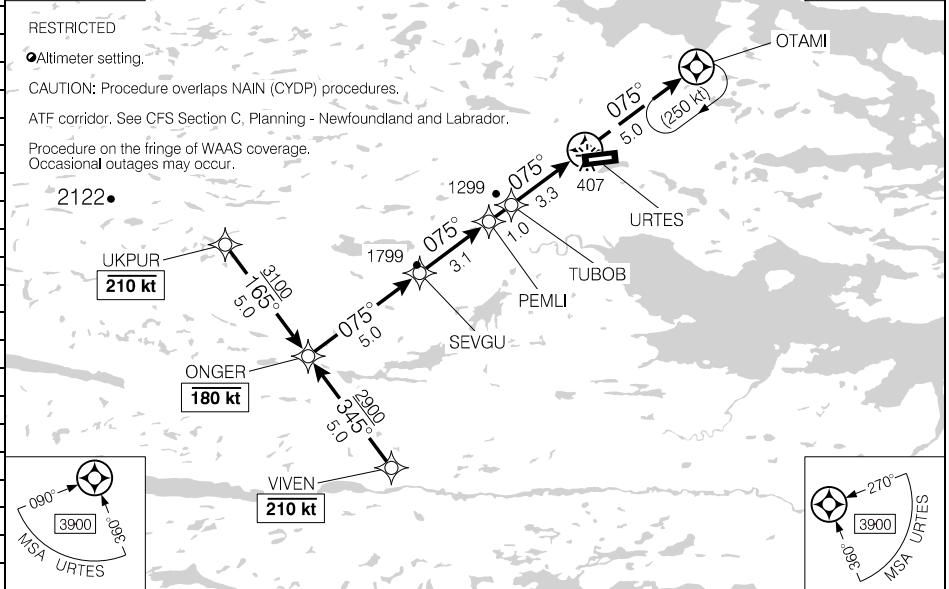 RESTRICTED
Altimeter setting.
CAUTION: Procedure overlaps NAIN (CYDP) procedures.
ATF corridor. See CFS Section C, Planning - Newfoundland and Labrador.
Procedure on the fringe of WAAS coverage.
Occasional outages may occur.
OTAMI
075°
5.0
(250 kt)
407
URTES
2122
1299
075°
3.3
1.0
TUBOB
PEMLI
UKPUR
210 kt
3100
165°
5.0
1799
075°
3.1
SEVGU
075°
5.0
ONGER
180 kt
2900
345°
5.0
VIVEN
210 kt
090°
360°
3900
MSA URTES
270°
360°
3900
MSA URTES